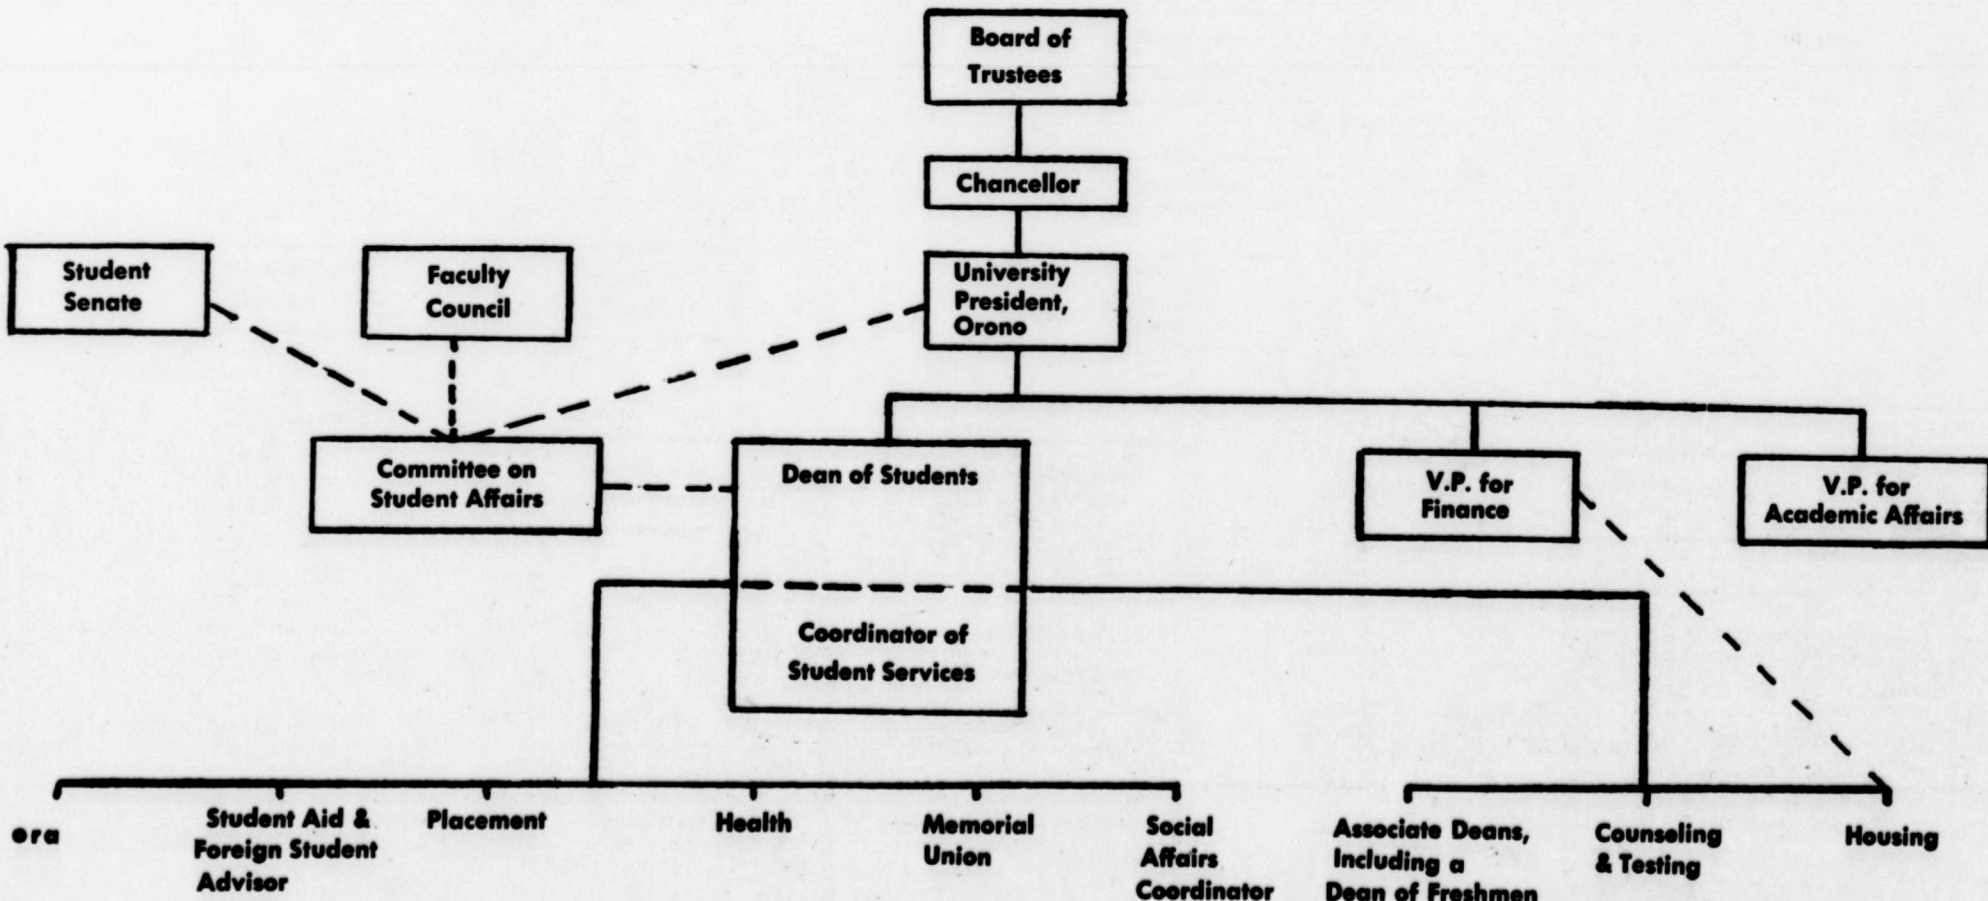 Board of
Trustees
Chancellor
University
President,
Orono
Student
Senate
Faculty
Council
Committee on
Student Affairs
Dean of Students
V.P. for
Finance
V.P. for
Academic Affairs
Coordinator of
Student Services
ora
Student Aid &
Foreign Student
Advisor
Placement
Health
Memorial
Union
Social
Affairs
Coordinator
Associate Deans,
Including a
Dean of Freshmen
Counseling
& Testing
Housing